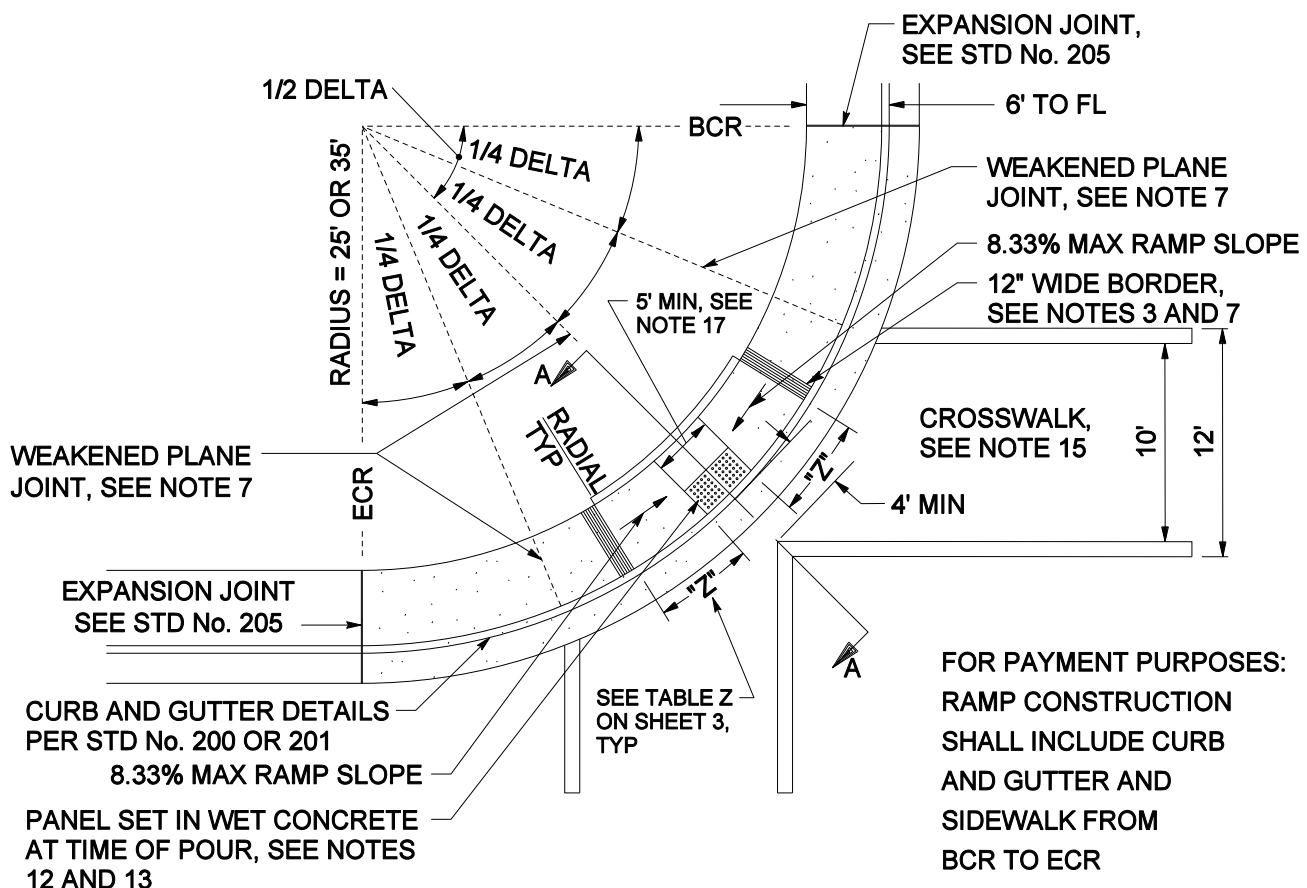 EXPANSION JOINT,
SEE STD No. 205
1/2 DELTA
6' TO FL
BCR
1/4 DELTA
1/4 DELTA
1/4 DELTA
1/4 DELTA
RADIUS = 25' OR 35'
WEAKENED PLANE
JOINT, SEE NOTE 7
8.33% MAX RAMP SLOPE
12" WIDE BORDER,
SEE NOTES 3 AND 7
5' MIN, SEE
NOTE 17
A
RADIAL
TYP
CROSSWALK,
SEE NOTE 15
10'
12'
WEAKENED PLANE
JOINT, SEE NOTE 7
ECR
"Z"
4' MIN
"Z"
EXPANSION JOINT
SEE STD No. 205
A
SEE TABLE Z
ON SHEET 3,
TYP
CURB AND GUTTER DETAILS
PER STD No. 200 OR 201
8.33% MAX RAMP SLOPE
PANEL SET IN WET CONCRETE
AT TIME OF POUR, SEE NOTES
12 AND 13
FOR PAYMENT PURPOSES:
RAMP CONSTRUCTION
SHALL INCLUDE CURB
AND GUTTER AND
SIDEWALK FROM
BCR TO ECR